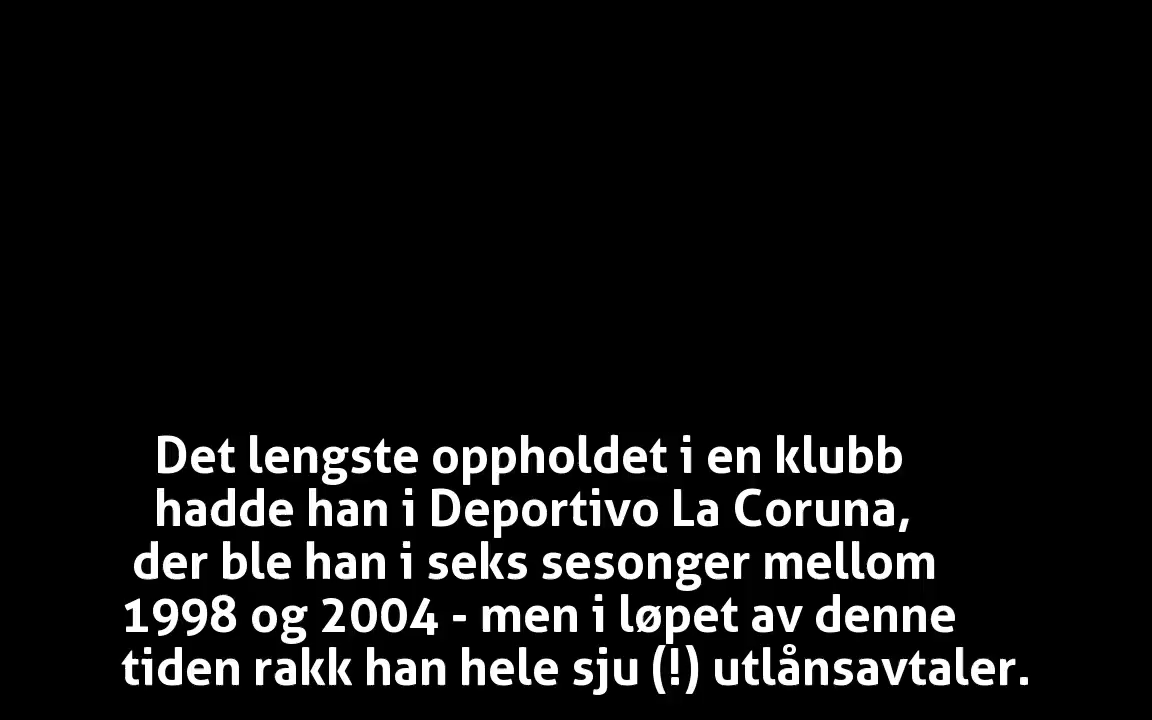 Det lengste oppholdet i en klubb
hadde han i Deportivo La Coruna,
der ble han i seks sesonger mellom
1998 og 2004 - men i løpet av denne
tiden rakk han hele sju (!) utlånsavtaler.